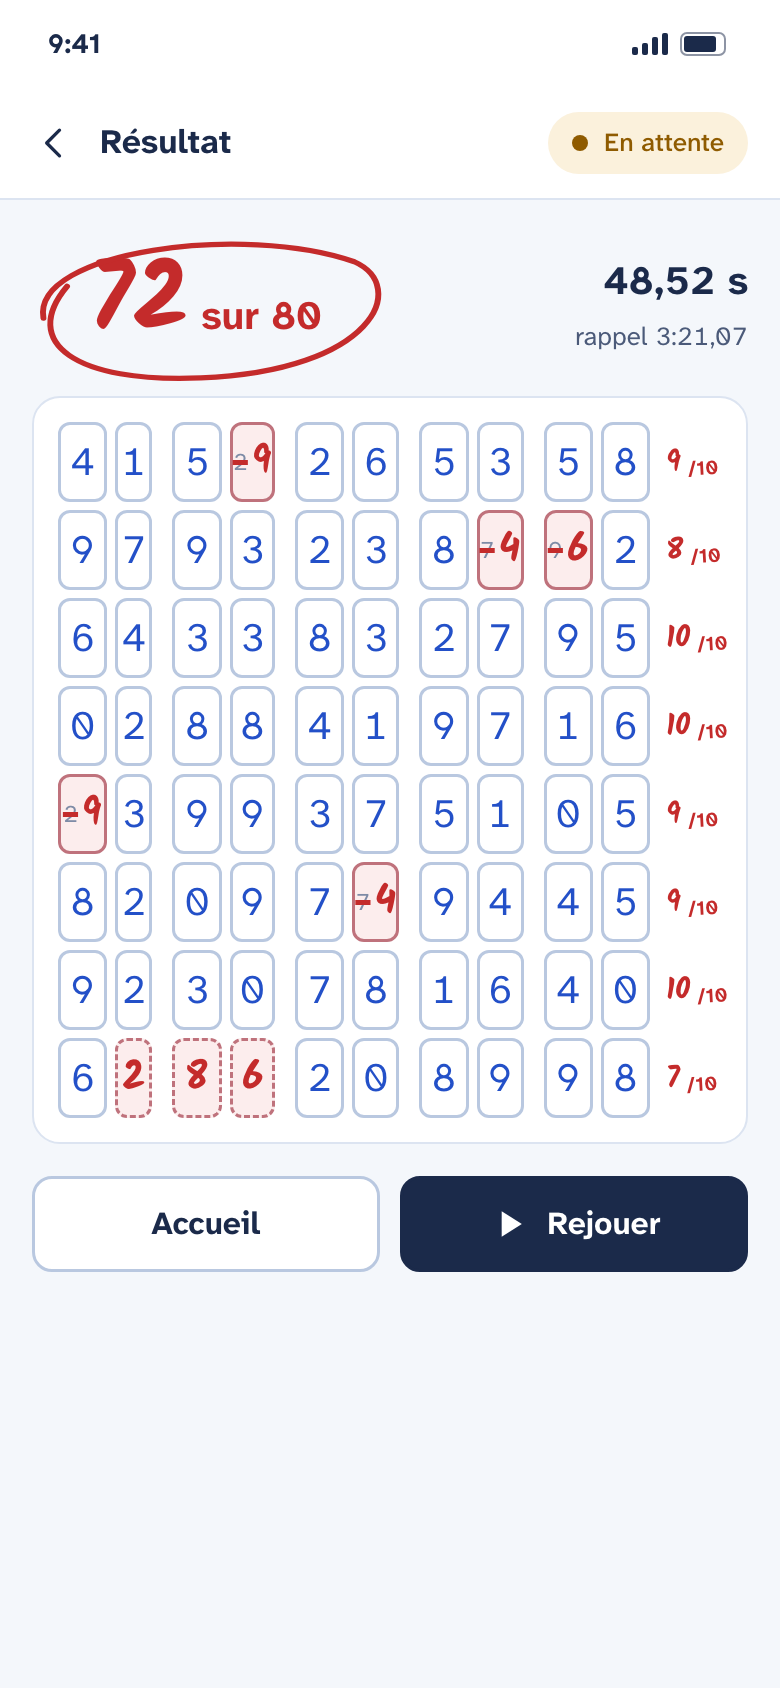 9:41
Résultat
En attente
72 sur 80
48,52 s
rappel 3:21,07
4 1 5 2 9 2 6 5 3 5 8 9 /10
9 7 9 3 2 3 8 7 4 9 6 2 8 /10
6 4 3 3 8 3 2 7 9 5 10 /10
0 2 8 8 4 1 9 7 1 6 10 /10
2 9 3 9 9 3 7 5 1 0 5 9 /10
8 2 0 9 7 7 4 9 4 4 5 9 /10
9 2 3 0 7 8 1 6 4 0 10 /10
6 2 8 6 2 0 8 9 9 8 7 /10
Accueil
Rejouer